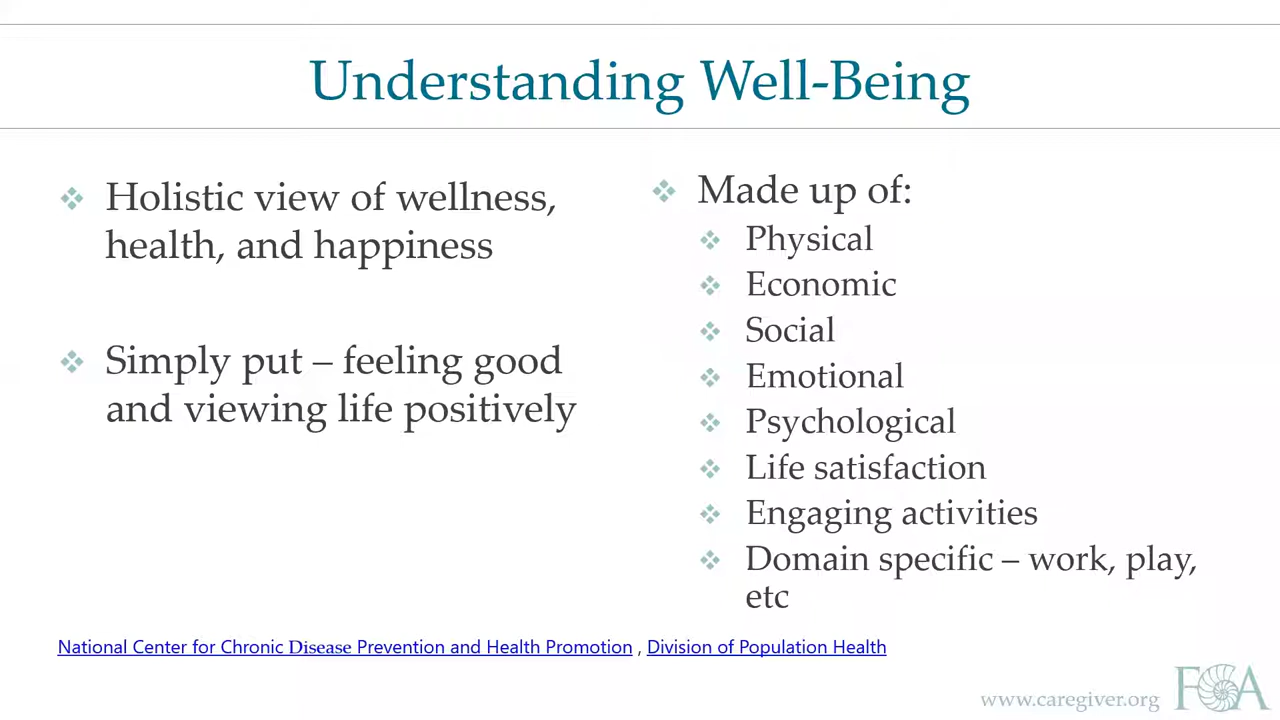 Understanding Well-Being
Holistic view of wellness,
health, and happiness
Simply put – feeling good
and viewing life positively
Made up of:
Physical
Economic
Social
Emotional
Psychological
Life satisfaction
Engaging activities
Domain specific – work, play,
etc
National Center for Chronic Disease Prevention and Health Promotion , Division of Population Health
www.caregiver.org FCA